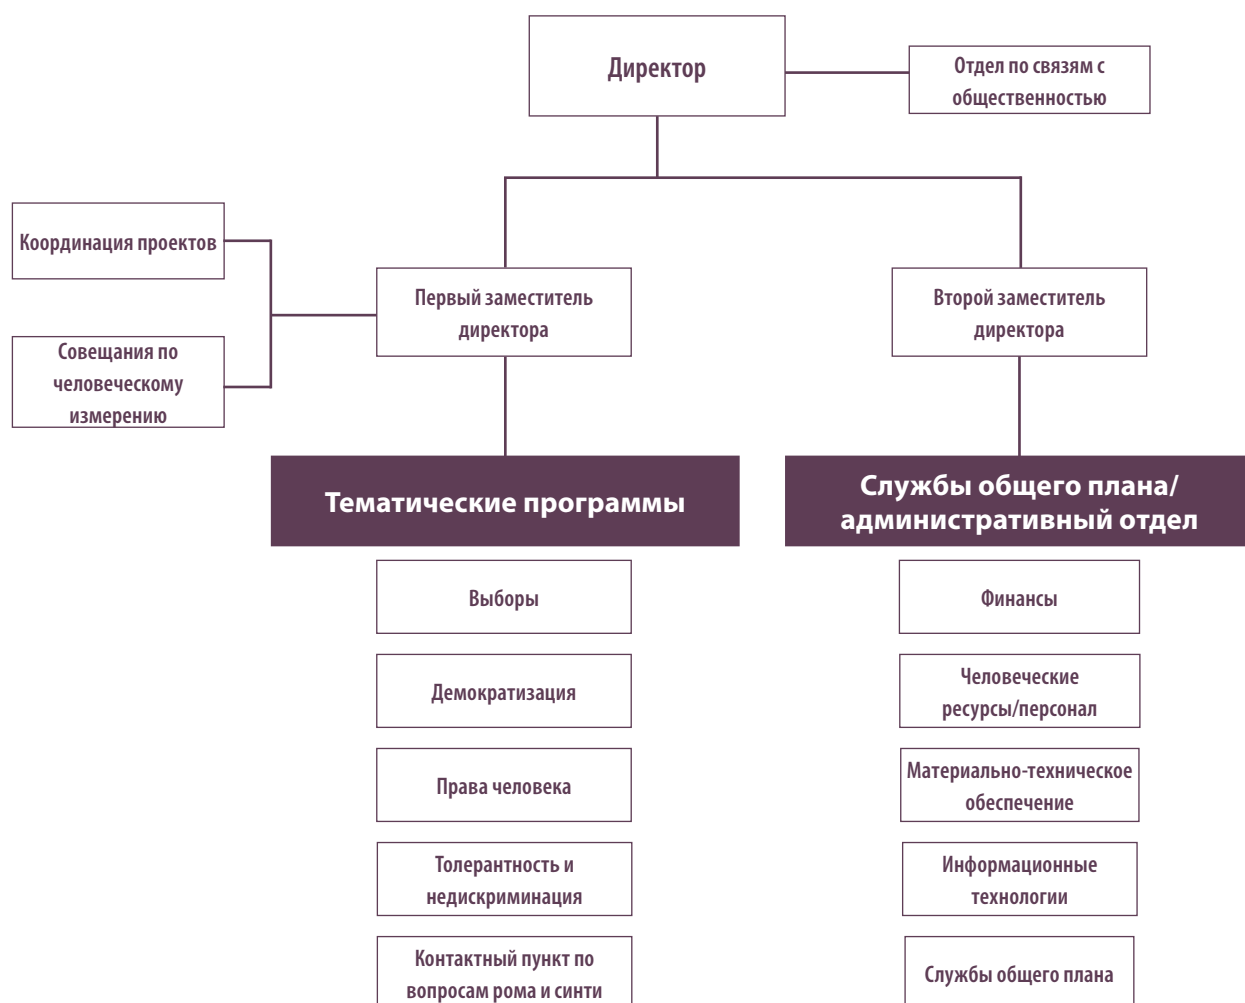 Директор
Отдел по связям с
общественностью
Координация проектов
Первый заместитель
директора
Второй заместитель
директора
Совещания по
человеческому
измерению
Тематические программы
Службы общего плана/
административный отдел
Выборы
Финансы
Демократизация
Человеческие
ресурсы/персонал
Права человека
Материально-техническое
обеспечение
Толерантность и
недискриминация
Информационные
технологии
Контактный пункт по
вопросам рома и синти
Службы общего плана